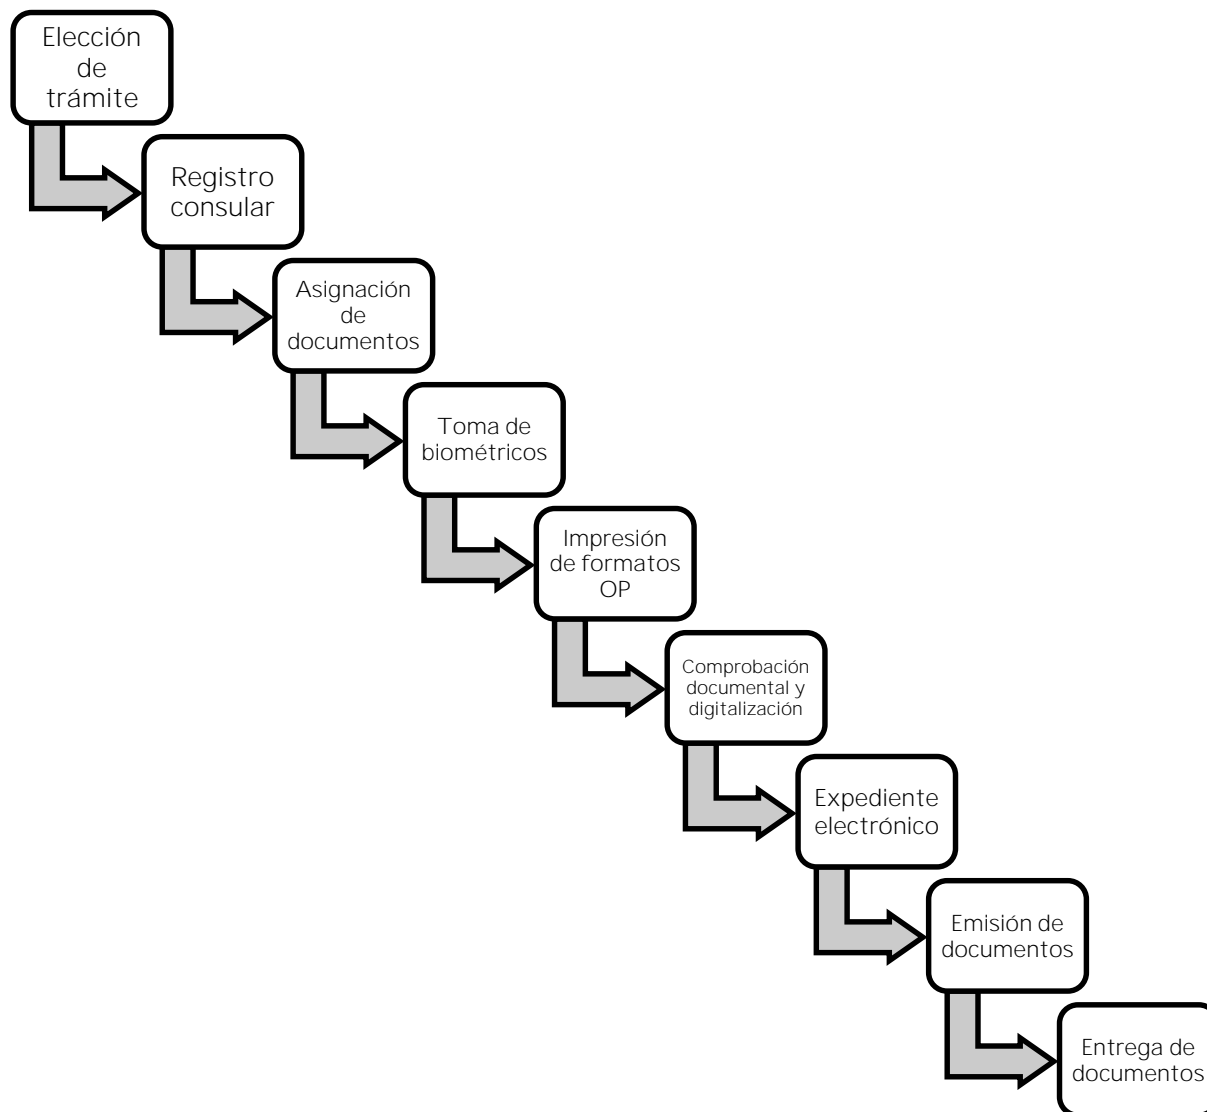 Elección
de
trámite
Registro
consular
Asignación
de
documentos
Toma de
biométricos
Impresión
de formatos
OP
Comprobación
documental y
digitalización
Expediente
electrónico
Emisión de
documentos
Entrega de
documentos